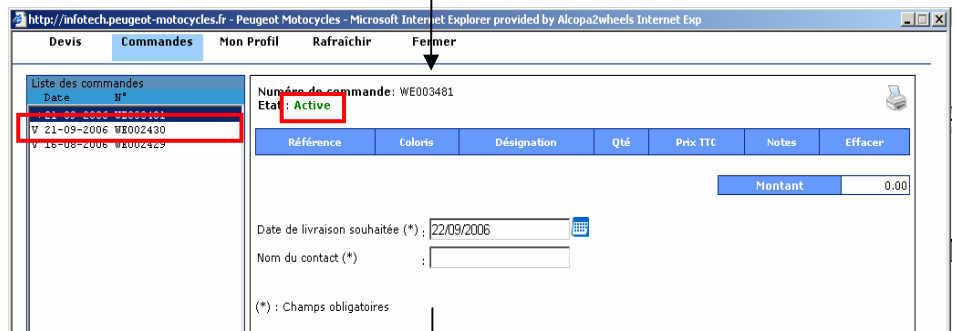 http://infotech.peugeot-motocycles.fr - Peugeot Motocycles - Microsoft Internet Explorer provided by Alcopa2wheels Internet Exp
Devis Commandes Mon Profil Rafraîchir Fermer
Liste des commandes
Date N°
21-09-2006
V 21-09-2006 WE002430
V 16-08-2006 WE002429
Numéro de commande: WE003481
Etat : Active
Référence Coloris Désignation Qté Prix TTC Notes Effacer
Montant 0.00
Date de livraison souhaitée (*) : 22/09/2006
Nom du contact (*) :
(*) : Champs obligatoires